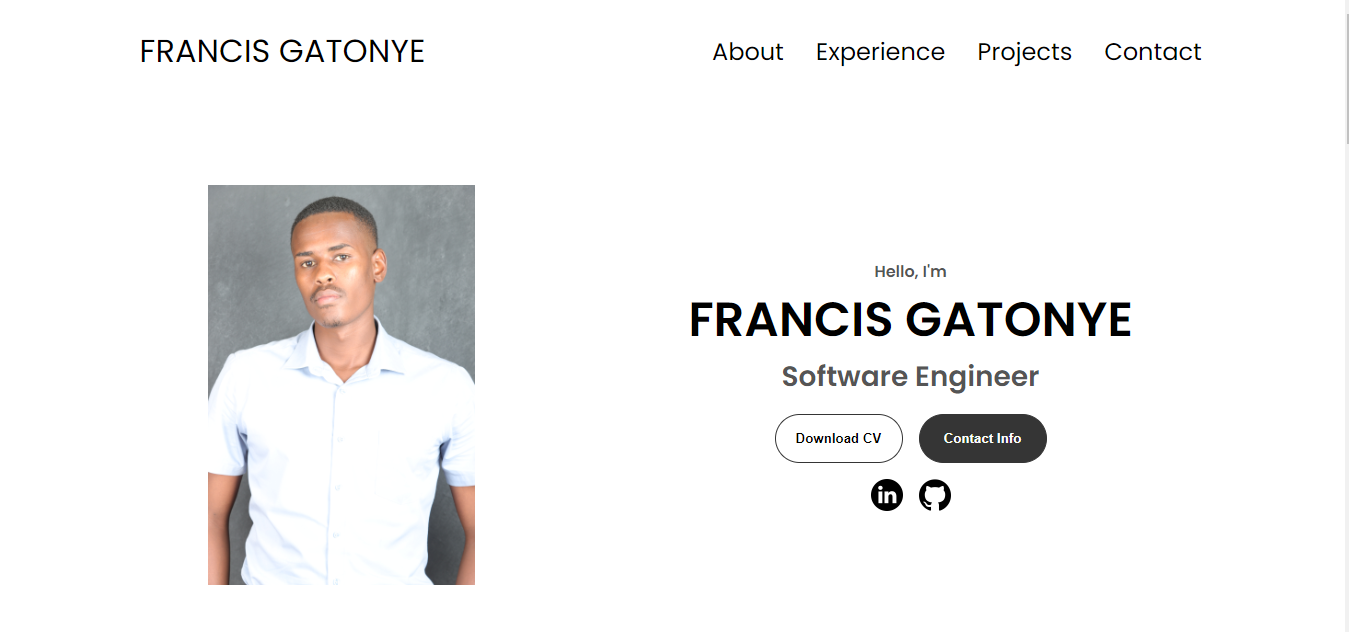 FRANCIS GATONYE
About Experience Projects Contact
Hello, I'm
FRANCIS GATONYE
Software Engineer
Download CV Contact Info
in